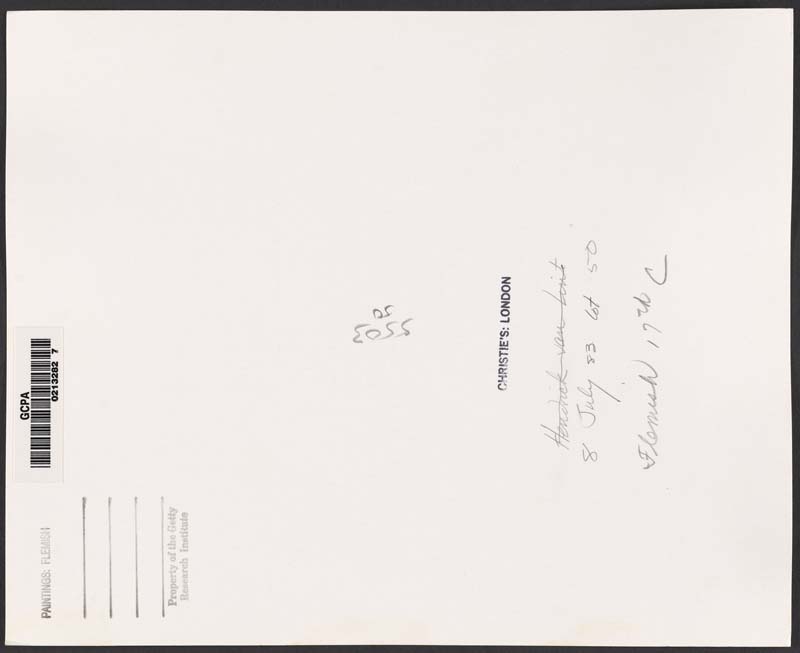 PAINTINGS: FLEMISH
Property of the Getty
Research Institute
GCPA
0213282 7
50
5503
CHRISTIE'S: LONDON
Hendrick van Lint
8 July 83 lot 50
Flemish 17th C